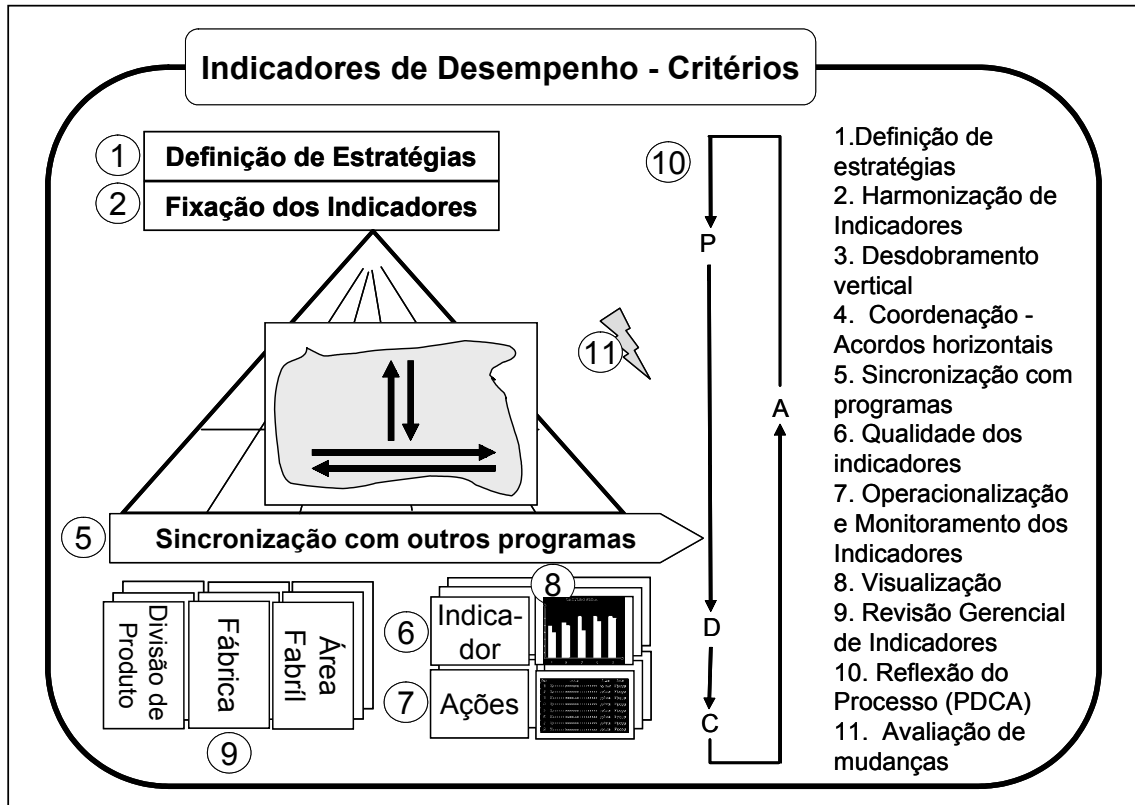 Indicadores de Desempenho - Critérios
1
Definição de Estratégias
2
Fixação dos Indicadores
5
Sincronização com outros programas
Divisão de
Produto
Fábrica
Área
Fabríl
9
6
Indica-
dor
8
7
Ações
10
P
11
A
D
C
1.Definição de
estratégias
2. Harmonização de
Indicadores
3. Desdobramento
vertical
4. Coordenação -
Acordos horizontais
5. Sincronização com
programas
6. Qualidade dos
indicadores
7. Operacionalização
e Monitoramento dos
Indicadores
8. Visualização
9. Revisão Gerencial
de Indicadores
10. Reflexão do
Processo (PDCA)
11. Avaliação de
mudanças